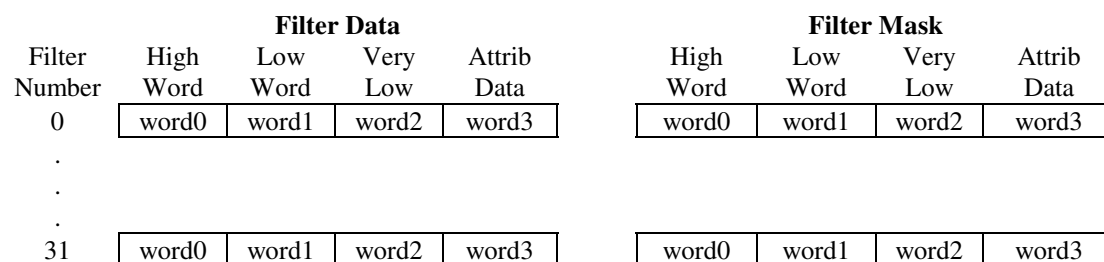 Filter Data Filter Mask
Filter High Low Very Attrib High Low Very Attrib
Number Word Word Low Data Word Word Low Data
0 word0 word1 word2 word3 word0 word1 word2 word3
.
.
.
31 word0 word1 word2 word3 word0 word1 word2 word3